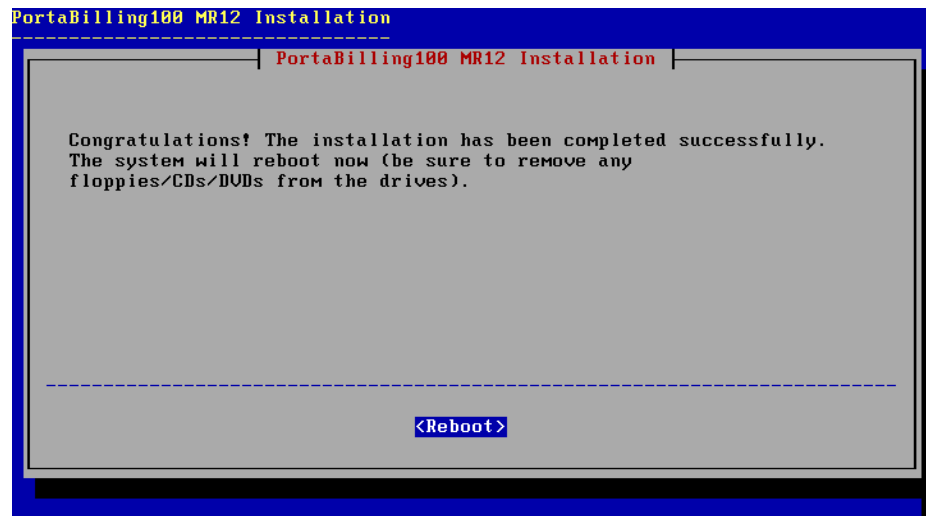 PortaBilling100 MR12 Installation
PortaBilling100 MR12 Installation
Congratulations! The installation has been completed successfully.
The system will reboot now (be sure to remove any
floppies/CDs/DVDs from the drives).
<Reboot>